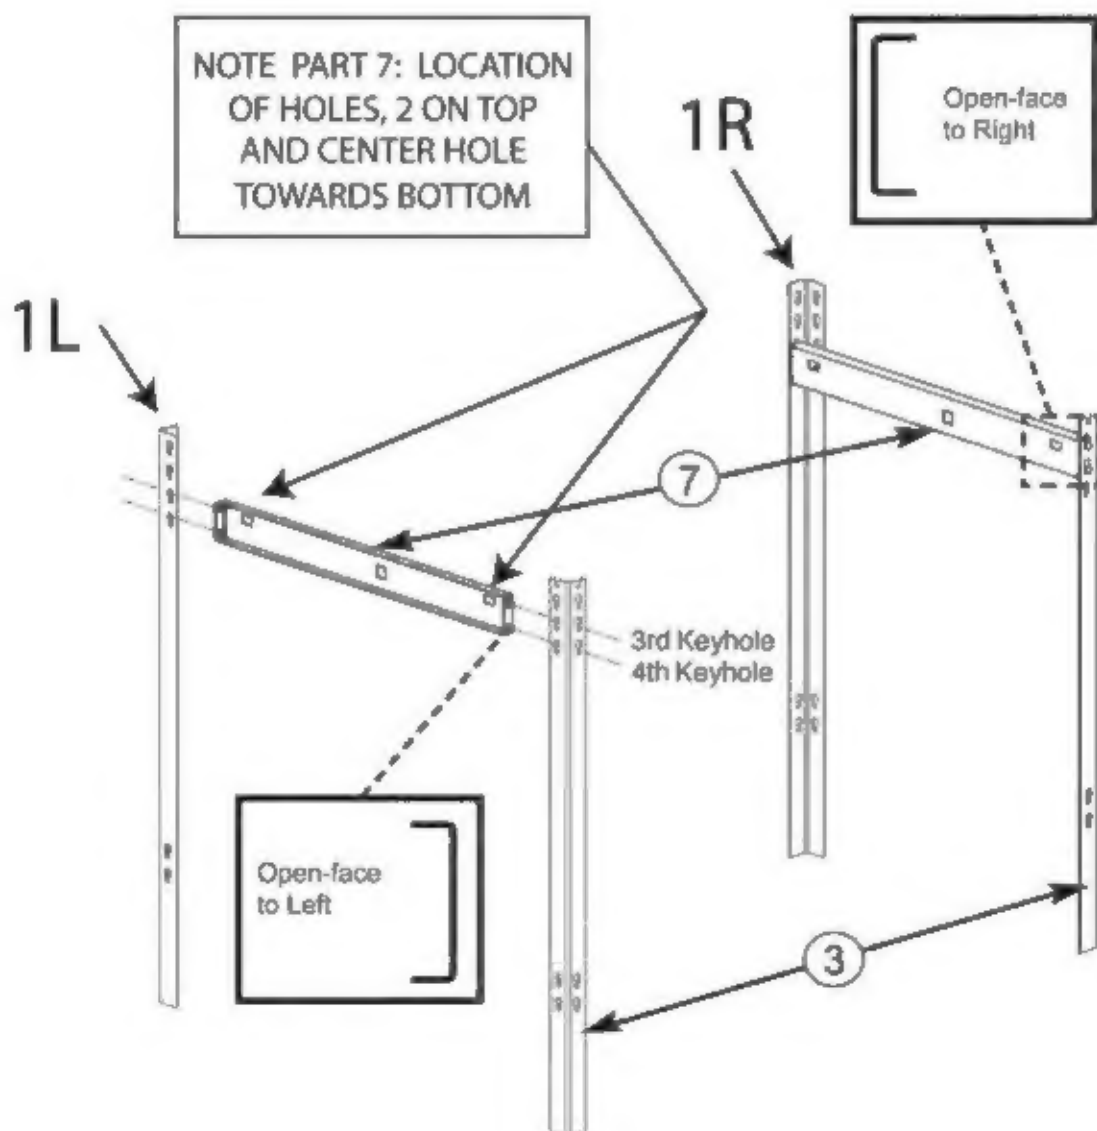 NOTE PART 7: LOCATION
OF HOLES, 2 ON TOP
AND CENTER HOLE
TOWARDS BOTTOM
1R
Open-face
to Right
1L
7
3rd Keyhole
4th Keyhole
Open-face
to Left
3